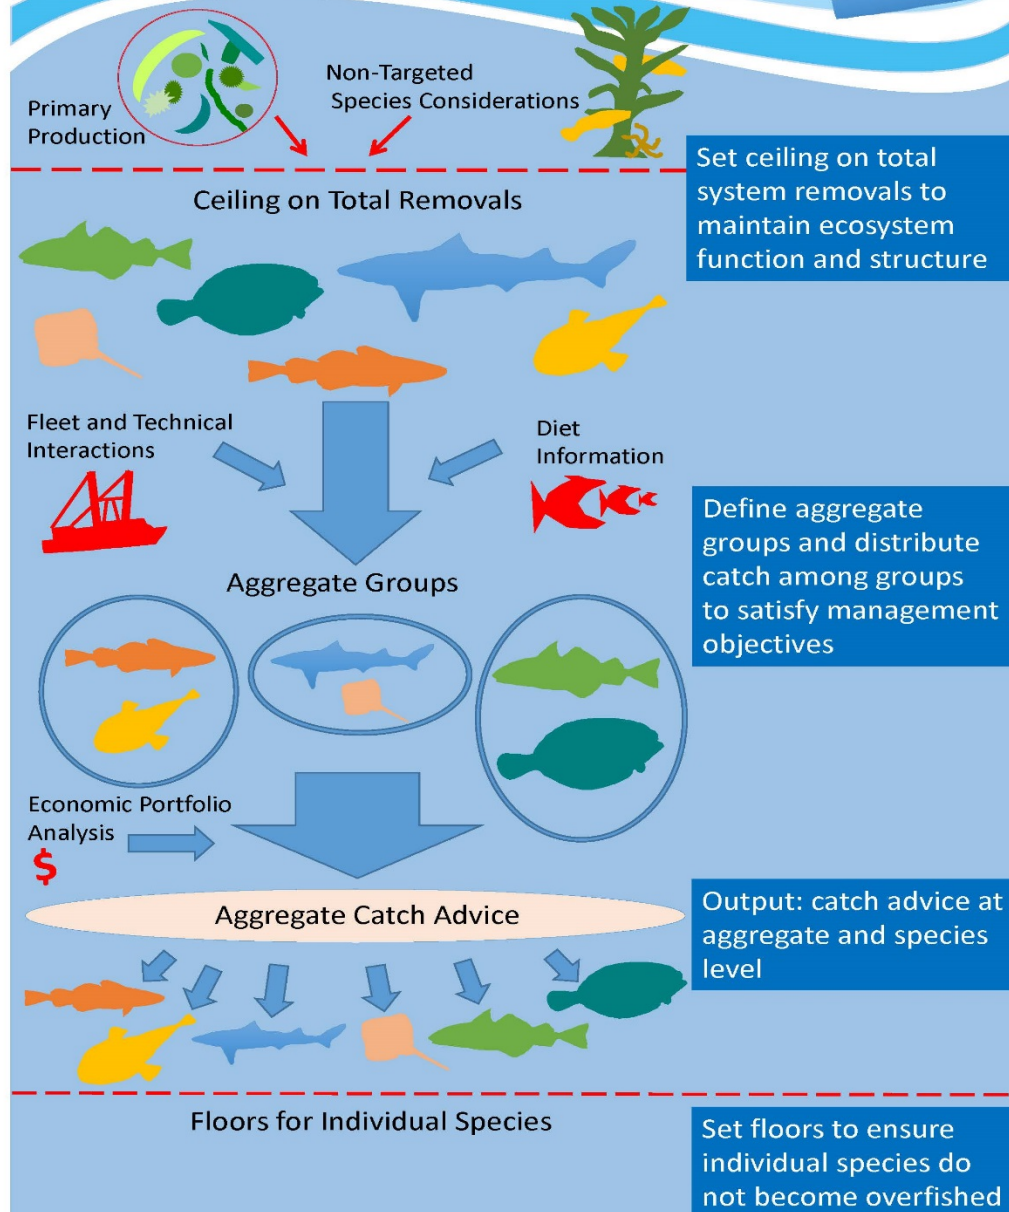 Primary
Production
Non-Targeted
Species Considerations
Set ceiling on total
system removals to
maintain ecosystem
function and structure
Ceiling on Total Removals
Fleet and Technical
Interactions
Diet
Information
Define aggregate
groups and distribute
catch among groups
to satisfy management
objectives
Aggregate Groups
Economic Portfolio
Analysis
$
Aggregate Catch Advice
Output: catch advice at
aggregate and species
level
Floors for Individual Species
Set floors to ensure
individual species do
not become overfished